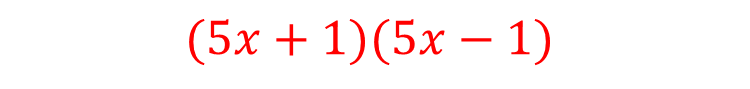 (5𝑥 + 1)(5𝑥 − 1)